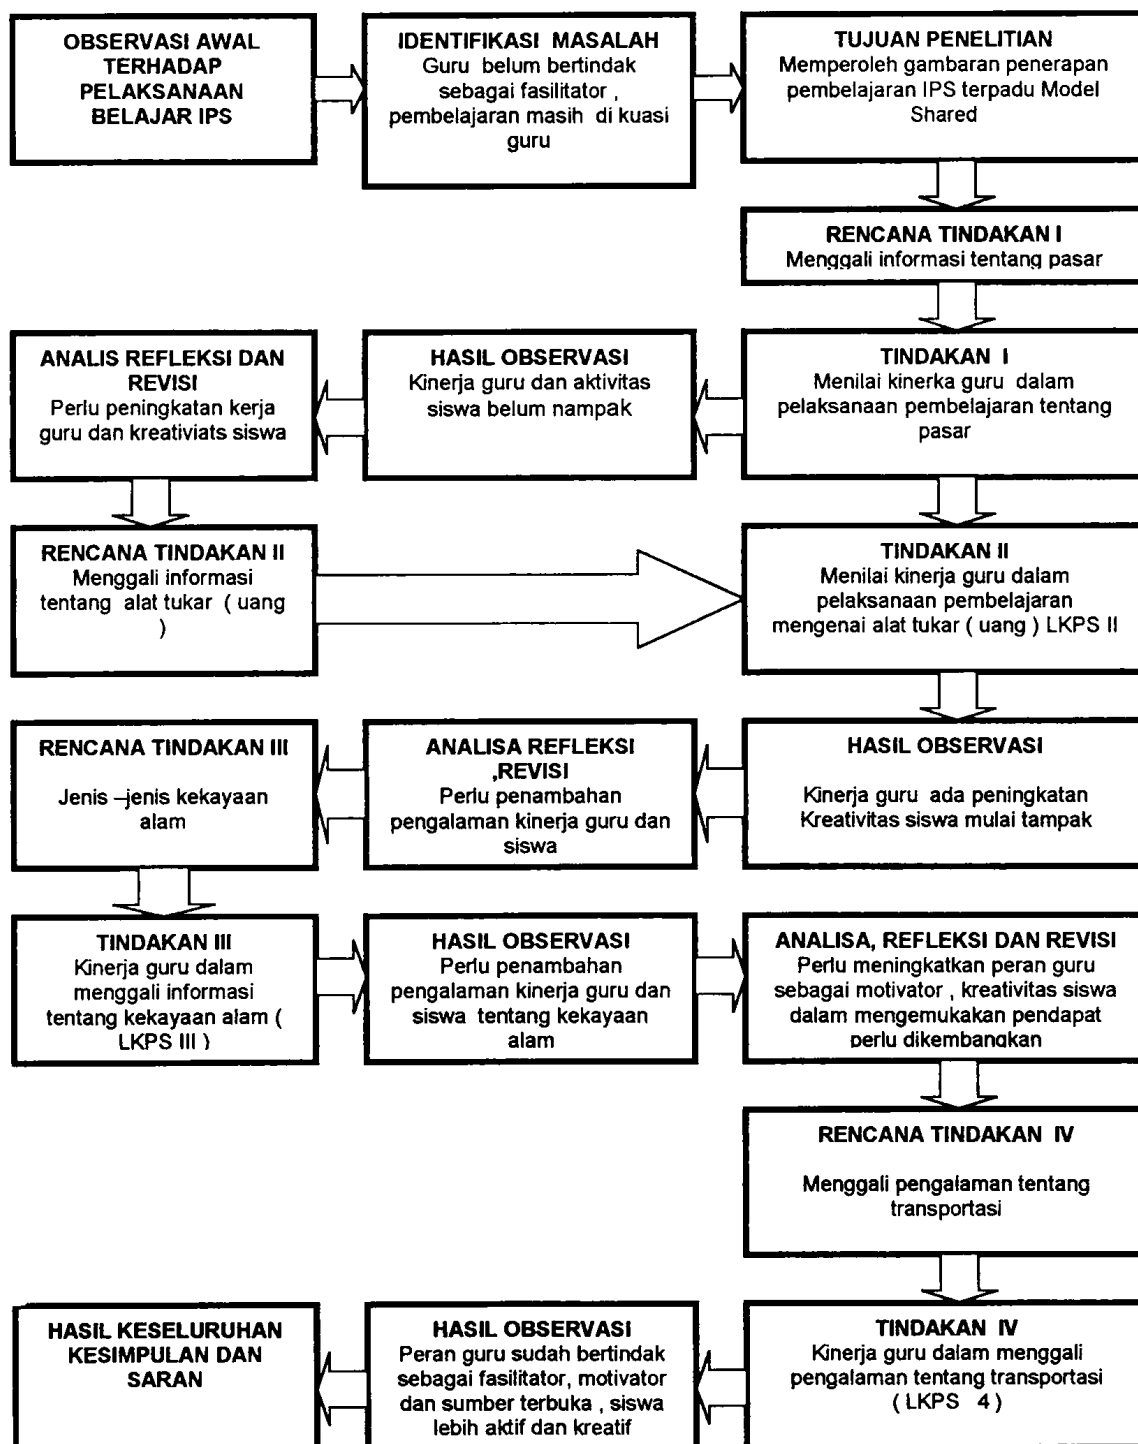 OBSERVASI AWAL
TERHADAP
PELAKSANAAN
BELAJAR IPS
IDENTIFIKASI MASALAH
Guru belum bertindak
sebagai fasilitator ,
pembelajaran masih di kuasi
guru
TUJUAN PENELITIAN
Memperoleh gambaran penerapan
pembelajaran IPS terpadu Model
Shared
RENCANA TINDAKAN I
Menggali informasi tentang pasar
ANALIS REFLEKSI DAN
REVISI
Perlu peningkatan kerja
guru dan kreativiats siswa
HASIL OBSERVASI
Kinerja guru dan aktivitas
siswa belum nampak
TINDAKAN I
Menilai kinerka guru dalam
pelaksanaan pembelajaran tentang
pasar
RENCANA TINDAKAN II
Menggali informasi
tentang alat tukar ( uang
)
TINDAKAN II
Menilai kinerja guru dalam
pelaksanaan pembelajaran
mengenai alat tukar ( uang ) LKPS II
RENCANA TINDAKAN III
Jenis –jenis kekayaan
alam
ANALISA REFLEKSI
,REVISI
Perlu penambahan
pengalaman kinerja guru dan
siswa
HASIL OBSERVASI
Kinerja guru ada peningkatan
Kreativitas siswa mulai tampak
TINDAKAN III
Kinerja guru dalam
menggali informasi
tentang kekayaan alam (
LKPS III )
HASIL OBSERVASI
Perlu penambahan
pengalaman kinerja guru dan
siswa tentang kekayaan
alam
ANALISA, REFLEKSI DAN REVISI
Perlu meningkatkan peran guru
sebagai motivator , kreativitas siswa
dalam mengemukakan pendapat
perlu dikembangkan
RENCANA TINDAKAN IV
Menggali pengalaman tentang
transportasi
HASIL KESELURUHAN
KESIMPULAN DAN
SARAN
HASIL OBSERVASI
Peran guru sudah bertindak
sebagai fasilitator, motivator
dan sumber terbuka , siswa
lebih aktif dan kreatif
TINDAKAN IV
Kinerja guru dalam menggali
pengalaman tentang transportasi
( LKPS 4 )